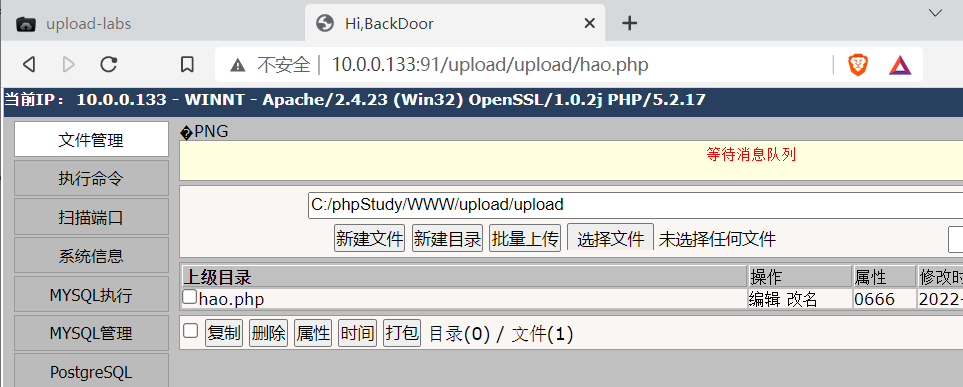 upload-labs
Hi,BackDoor
不安全 10.0.0.133:91/upload/upload/hao.php
当前IP： 10.0.0.133 - WINNT - Apache/2.4.23 (Win32) OpenSSL/1.0.2j PHP/5.2.17
文件管理
�PNG
等待消息队列
执行命令
扫描端口
C:/phpStudy/WWW/upload/upload
新建文件 新建目录 批量上传 选择文件 未选择任何文件
系统信息
上级目录 操作 属性 修改时
MYSQL执行
hao.php 编辑 改名 0666 2022-
MYSQL管理
复制 删除 属性 时间 打包 目录(0) / 文件(1)
PostgreSQL